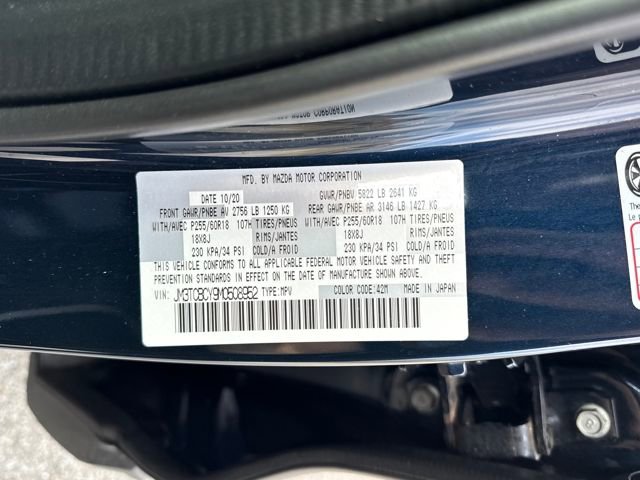 MFD. BY MAZDA MOTOR CORPORATION
DATE 10/20 GVWR/PNBV 5822 LB 2641 KG
FRONT GAWR/PNBE AV 2756 LB 1250 KG REAR GAWR/PNBE AR 3146 LB 1427 KG
WITH/AVEC P255/60R18 107H TIRES/PNEUS WITH/AVEC P255/60R18 107H TIRES/PNEUS
18X8J RIMS/JANTES 18X8J RIMS/JANTES
230 KPA/34 PSI COLD/A FROID 230 KPA/34 PSI COLD/A FROID
THIS VEHICLE CONFORMS TO ALL APPLICABLE FEDERAL MOTOR VEHICLE SAFETY AND THEFT
PREVENTION STANDARDS IN EFFECT ON THE DATE OF MANUFACTURE SHOWN ABOVE.
VIN: JM3TCBCY9M0508952 TYPE:MPV COLOR CODE:42M MADE IN JAPAN